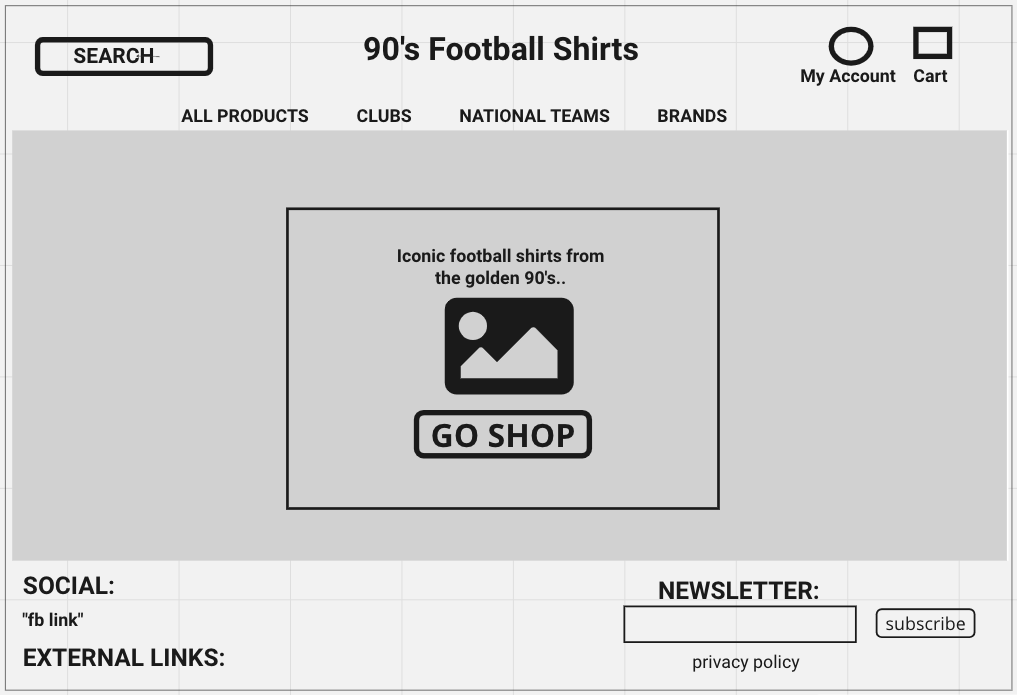 SEARCH
90's Football Shirts
My Account
Cart
ALL PRODUCTS
CLUBS
NATIONAL TEAMS
BRANDS
Iconic football shirts from
the golden 90's..
GO SHOP
SOCIAL:
"fb link"
EXTERNAL LINKS:
NEWSLETTER:
subscribe
privacy policy